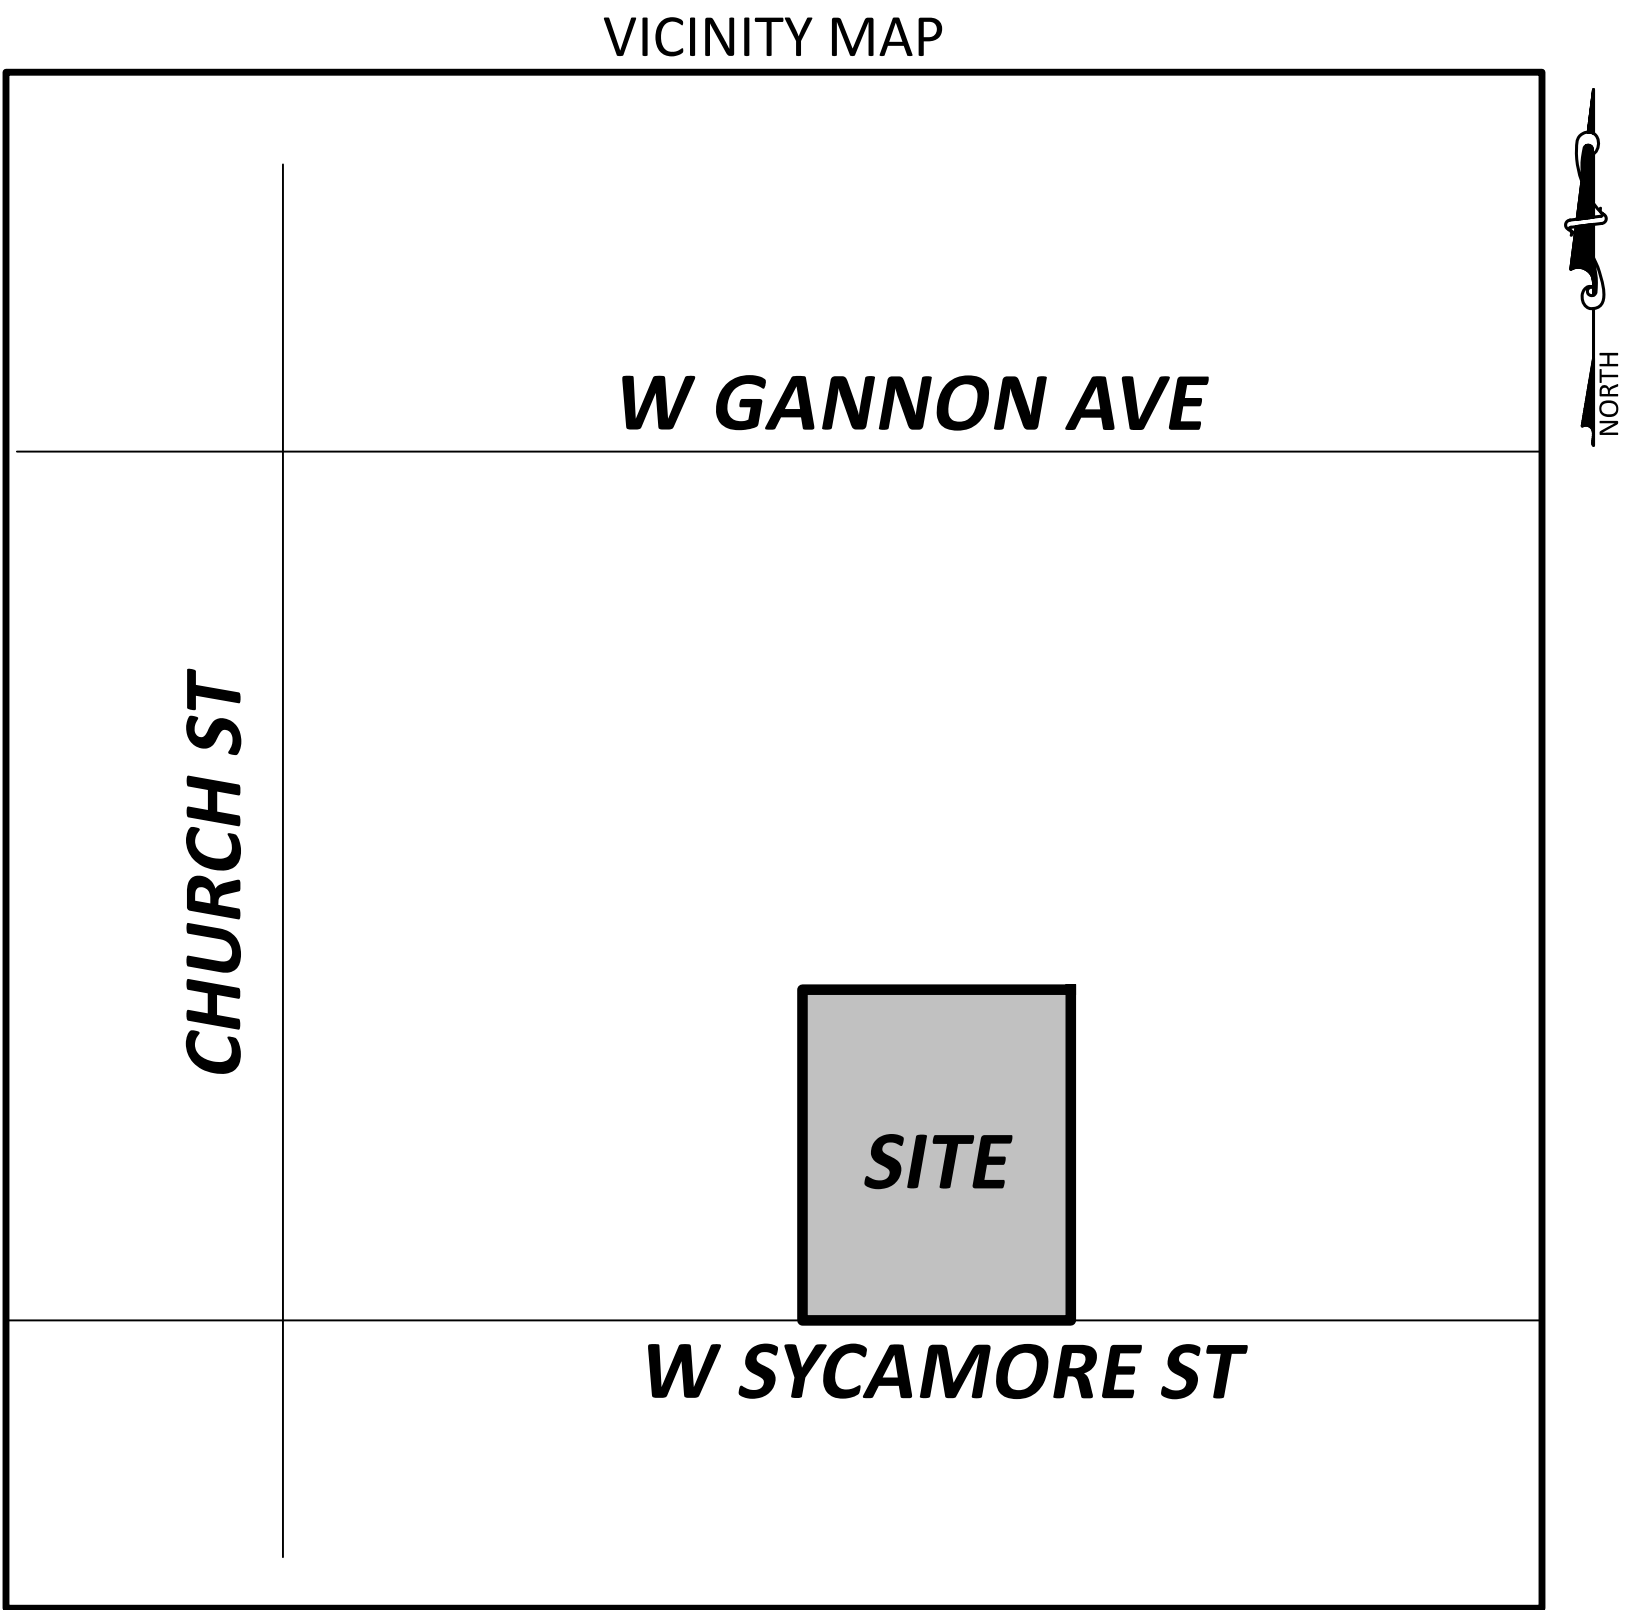 VICINITY MAP
NORTH
W GANNON AVE
CHURCH ST
SITE
W SYCAMORE ST